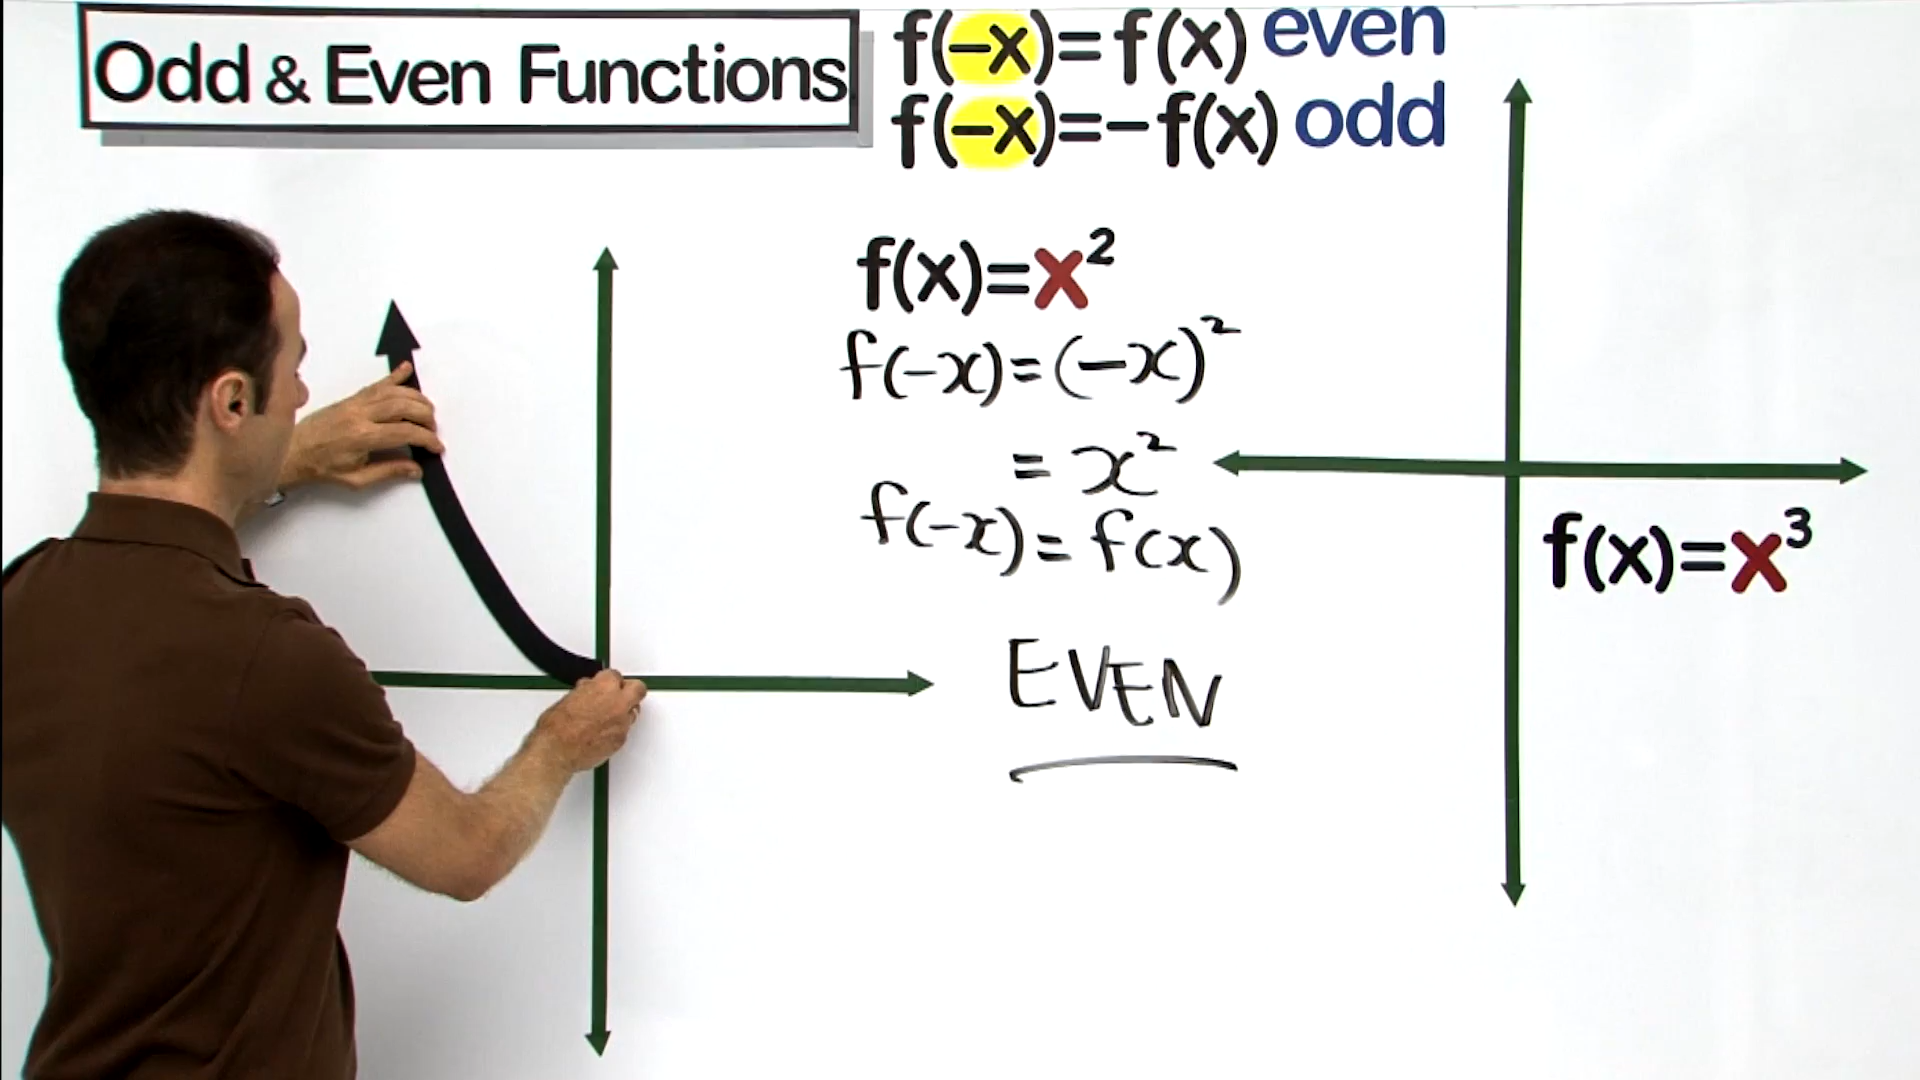 Odd & Even Functions
f(-x)=f(x) even
f(-x)=-f(x) odd
f(x)=x²
f(-x)=(-x)²
= x²
f(-x)=f(x)
EVEN
f(x)=x³